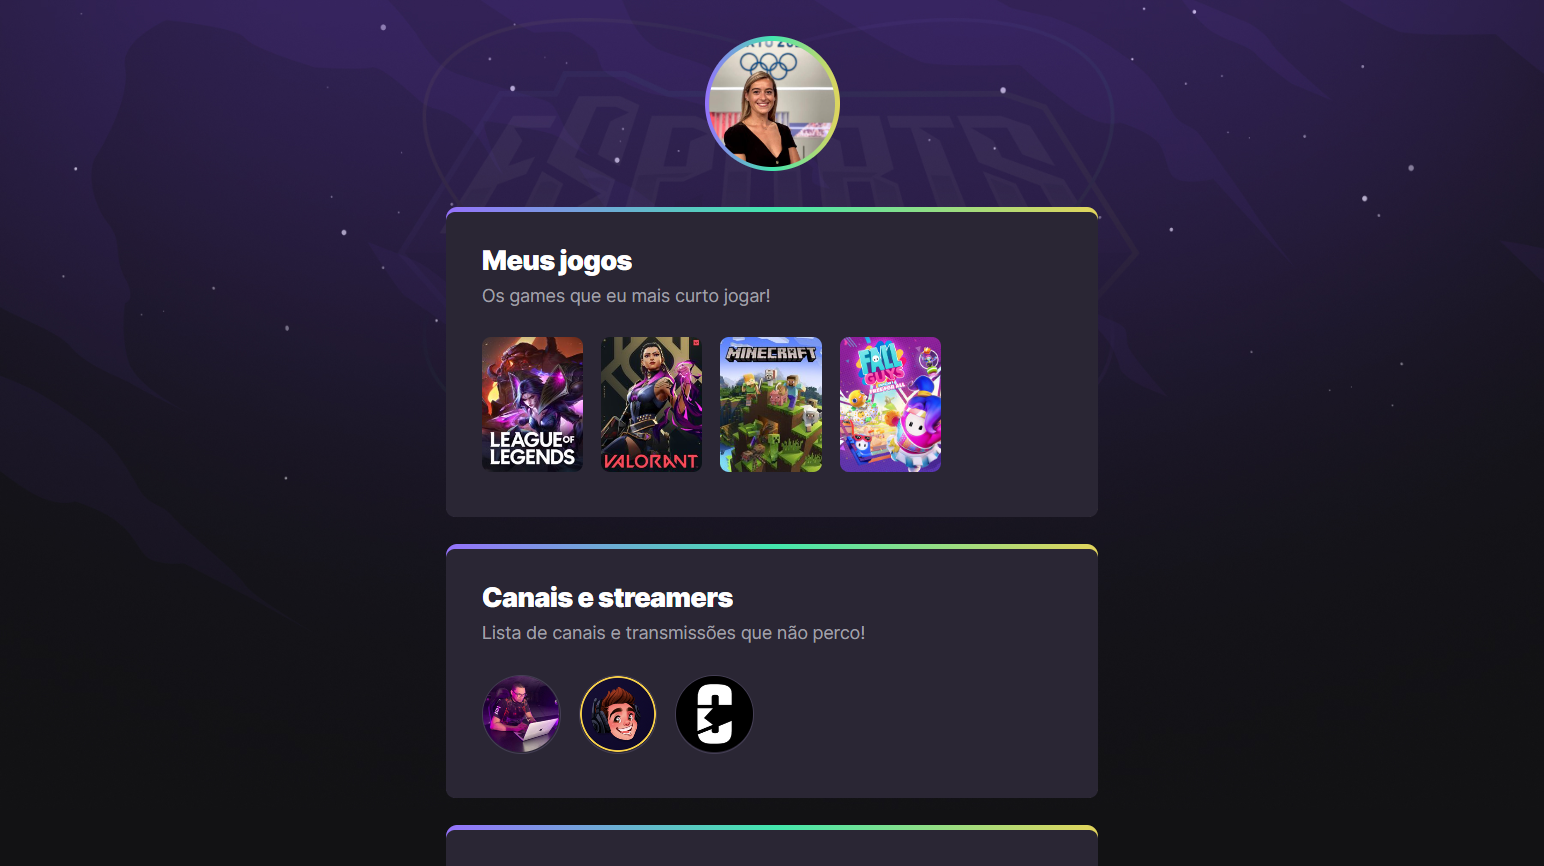 ESPORTS
Meus jogos
Os games que eu mais curto jogar!
LEAGUE OF
LEGENDS
VALORANT
MINECRAFT
FALL
GUYS
Canais e streamers
Lista de canais e transmissões que não perco!